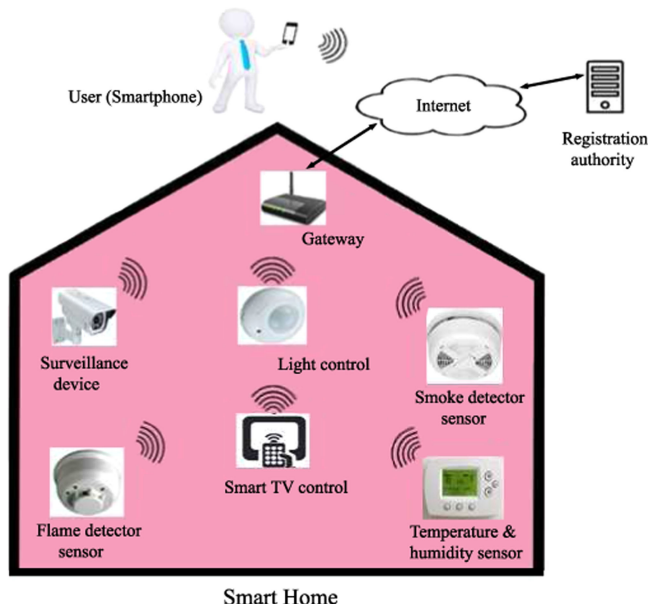 User (Smartphone)
Internet
Registration
authority
Gateway
Surveillance
device
Light control
Smoke detector
sensor
Smart TV control
Flame detector
sensor
Temperature &
humidity sensor
Smart Home